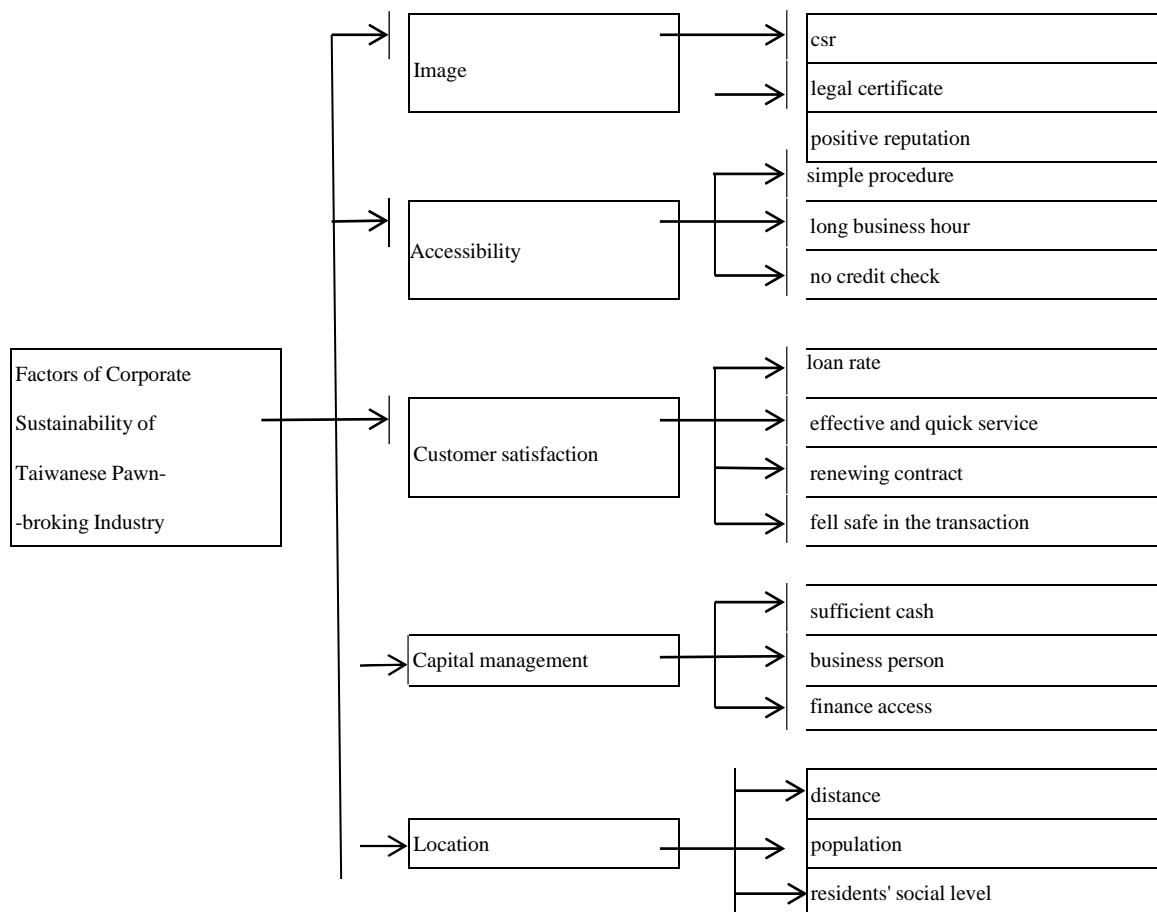 csr
Image
legal certificate
positive reputation
simple procedure
long business hour
Accessibility
no credit check
Factors of Corporate
Sustainability of
Taiwanese Pawn-
-broking Industry
loan rate
effective and quick service
Customer satisfaction
renewing contract
fell safe in the transaction
sufficient cash
Capital management
business person
finance access
distance
Location
population
residents' social level